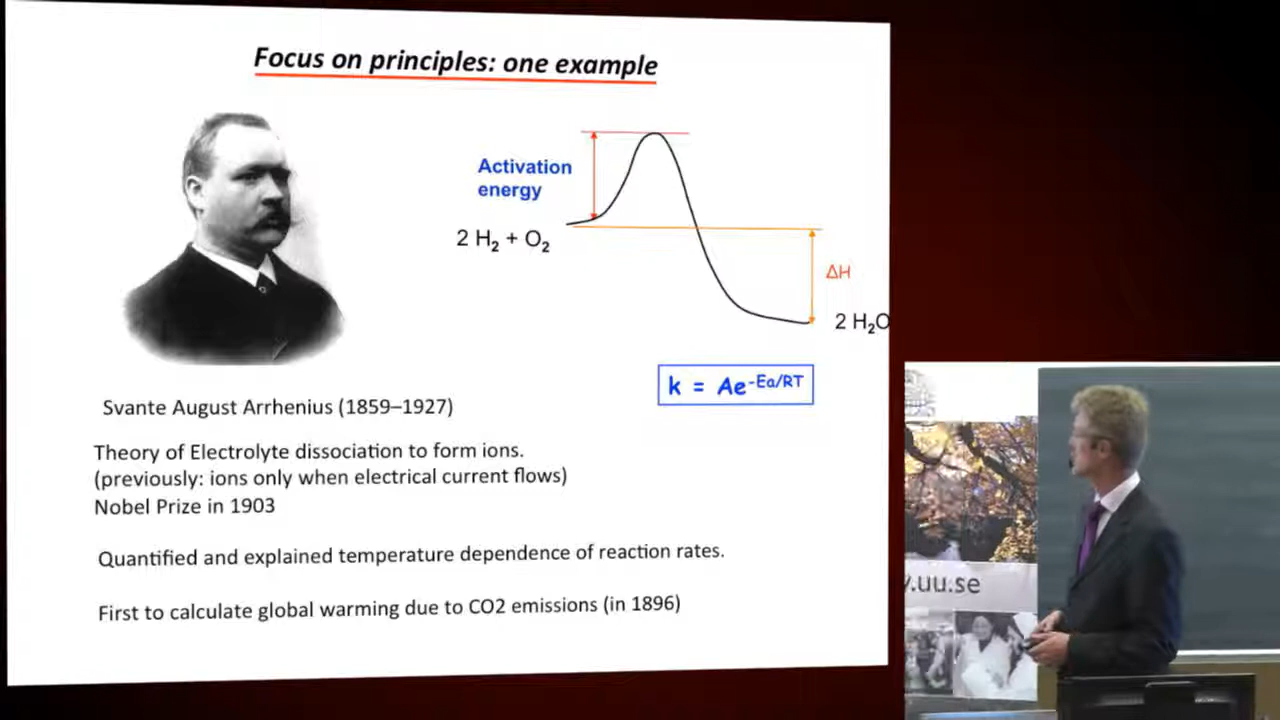 Focus on principles: one example
Activation
energy
2 H₂ + O₂
ΔH
2 H₂O
k = Ae⁻ᴱᵃ/ᴿᵀ
Svante August Arrhenius (1859–1927)
Theory of Electrolyte dissociation to form ions.
(previously: ions only when electrical current flows)
Nobel Prize in 1903
Quantified and explained temperature dependence of reaction rates.
First to calculate global warming due to CO2 emissions (in 1896)
.uu.se